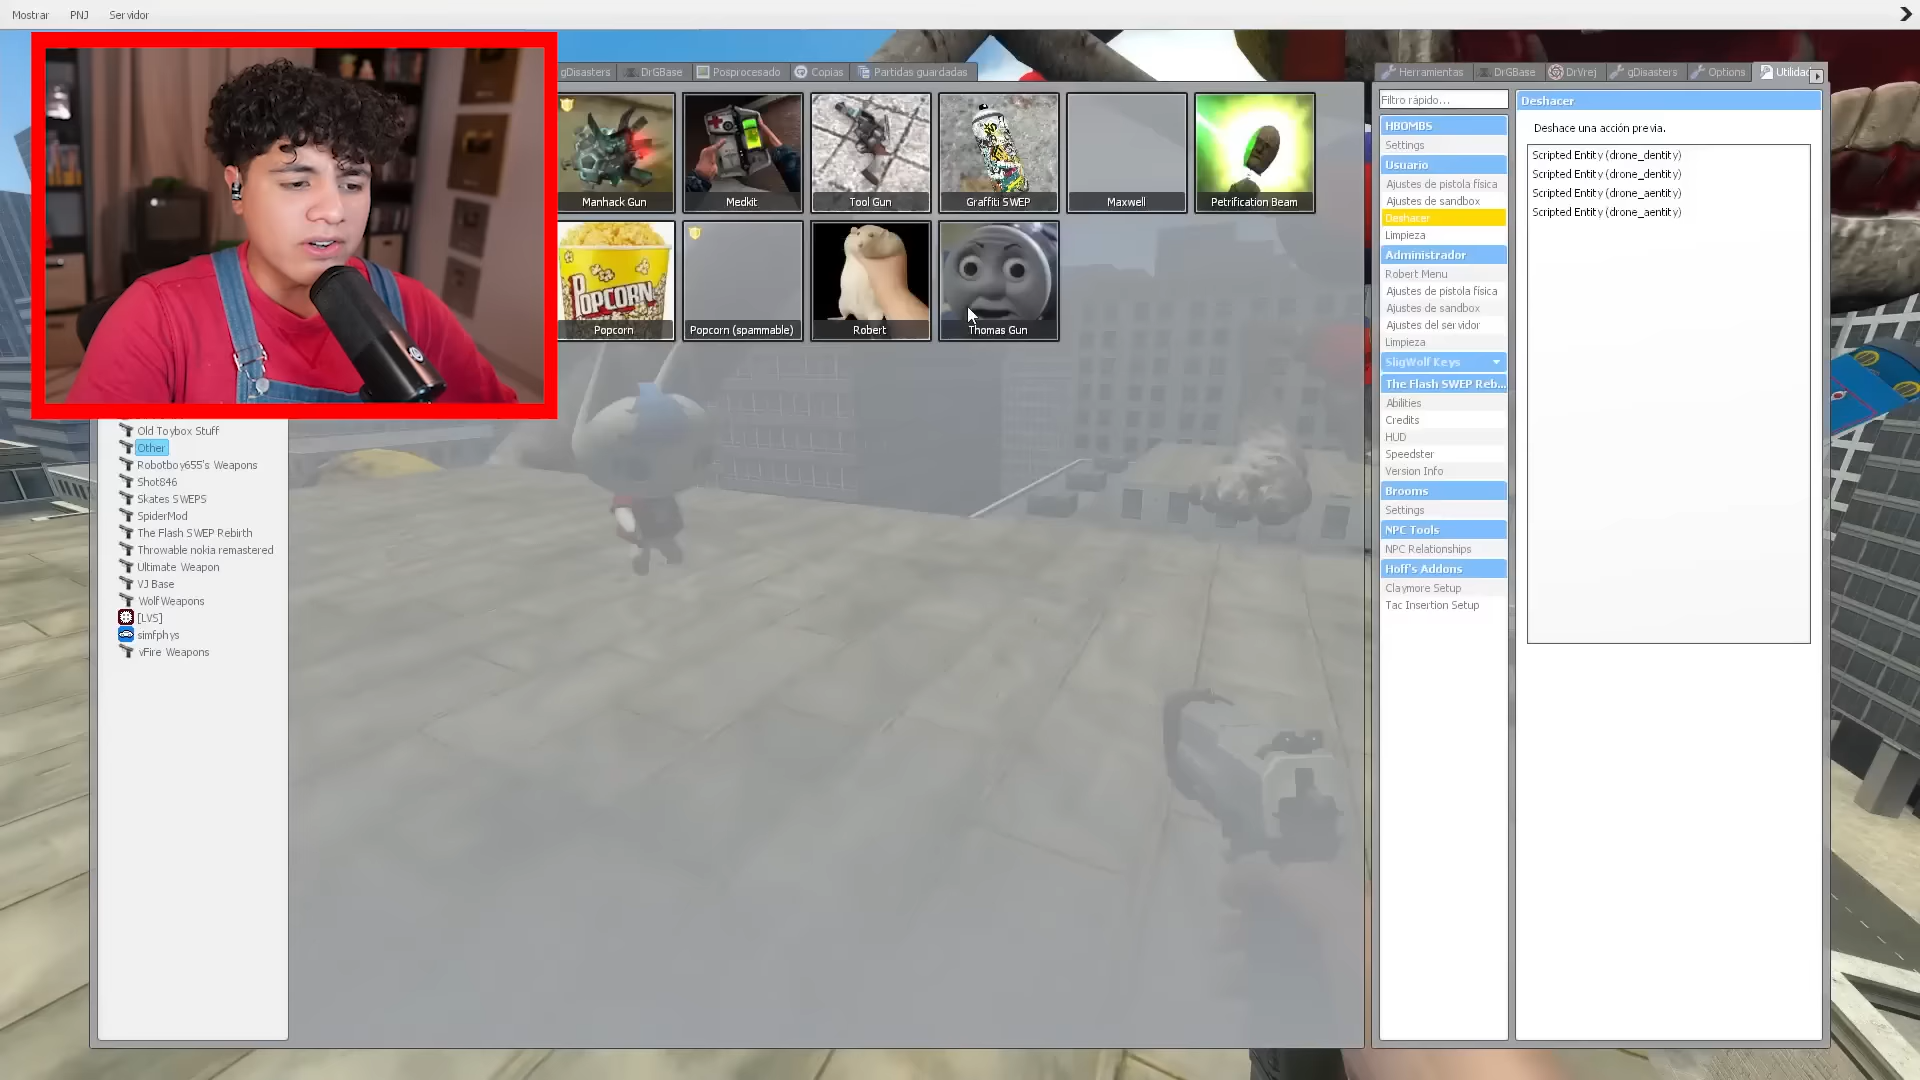 Mostrar PNJ Servidor
gDisasters DrGBase Posprocesado Copias Partidas guardadas
Herramientas DrGBase DrVrej gDisasters Options Utilidad
Manhack Gun
Medkit
Tool Gun
Graffiti SWEP
Maxwell
Petrification Beam
POPCORN
Popcorn
Popcorn (spammable)
Robert
Thomas Gun
Old Toybox Stuff
Other
Robotboy655's Weapons
Shot846
Skates SWEPS
SpiderMod
The Flash SWEP Rebirth
Throwable nokia remastered
Ultimate Weapon
VJ Base
Wolf Weapons
[LVS]
simfphys
vFire Weapons
Filtro rápido...
HBOMBS
Settings
Usuario
Ajustes de pistola física
Ajustes de sandbox
Deshacer
Limpieza
Administrador
Robert Menu
Ajustes de pistola física
Ajustes de sandbox
Ajustes del servidor
Limpieza
SligWolf Keys
The Flash SWEP Reb...
Abilities
Credits
HUD
Speedster
Version Info
Brooms
Settings
NPC Tools
NPC Relationships
Hoff's Addons
Claymore Setup
Tac Insertion Setup
Deshacer
Deshace una acción previa.
Scripted Entity (drone_dentity)
Scripted Entity (drone_dentity)
Scripted Entity (drone_aentity)
Scripted Entity (drone_aentity)